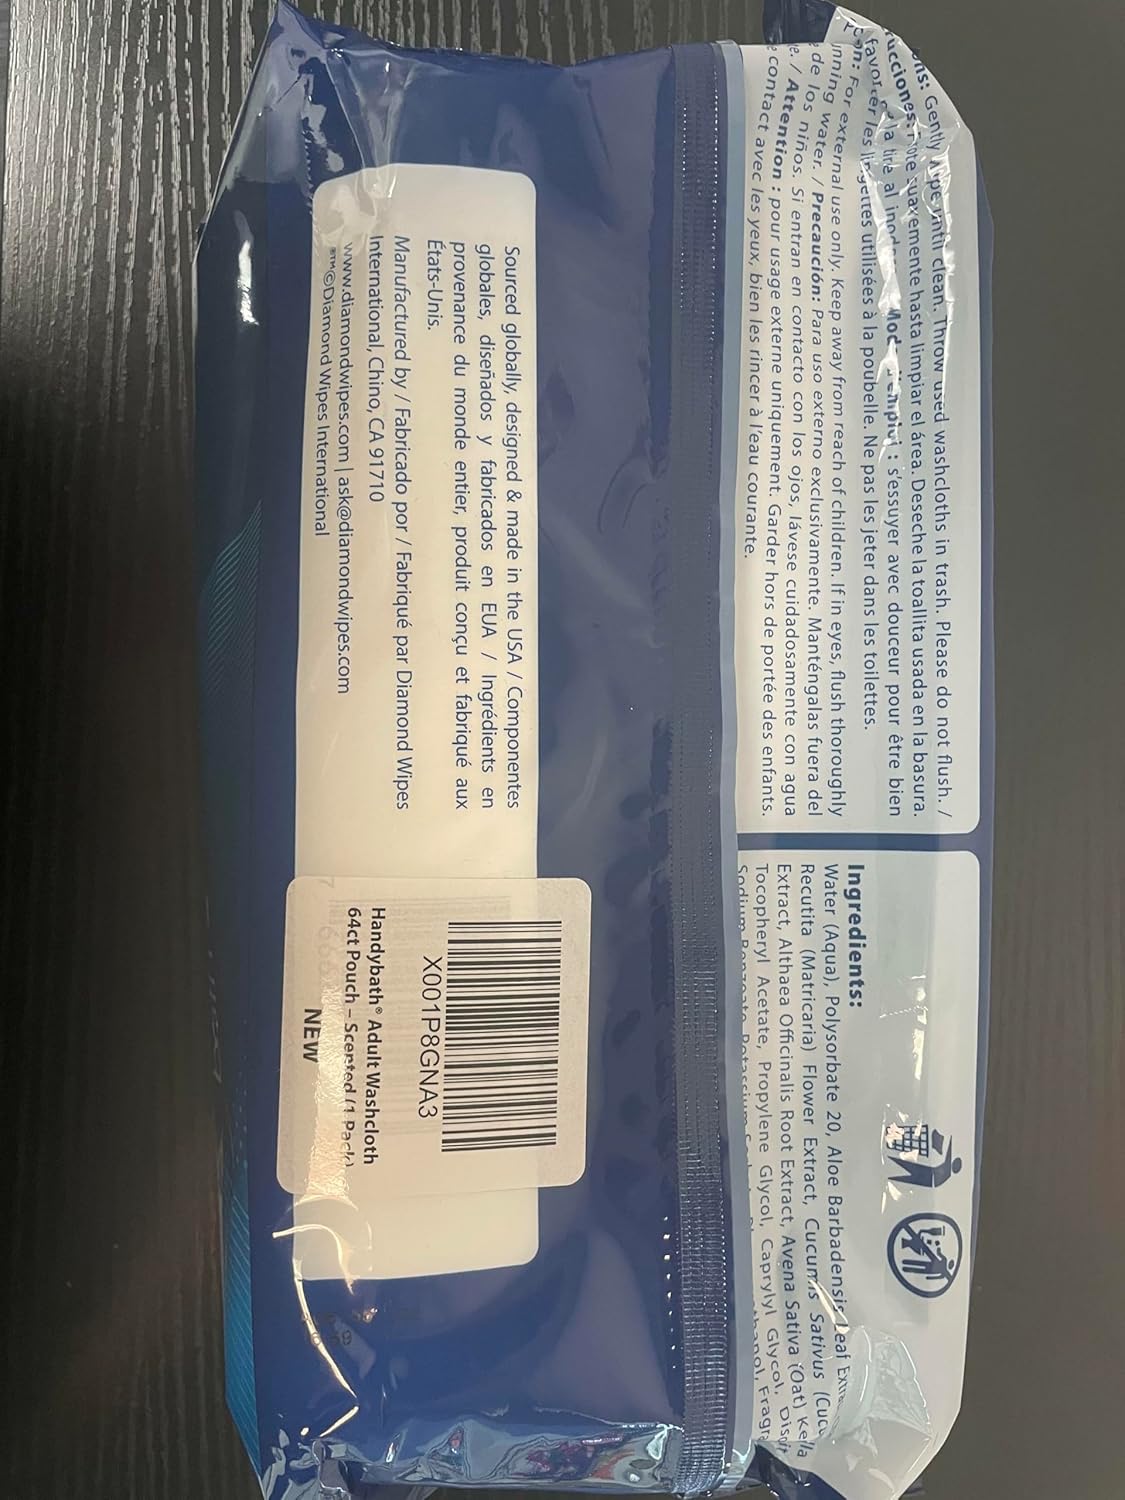 Gently wipe until clean. Throw used washcloths in trash. Please do not flush. /
suavemente hasta limpiar el área. Deseche la toallita usada en la basura.
s'essuyer avec douceur pour être bien
les lingettes utilisées à la poubelle. Ne pas les jeter dans les toilettes.
For external use only. Keep away from reach of children. If in eyes, flush thoroughly
water. / Precaución: Para uso externo exclusivamente. Manténgalas fuera del
de los niños. Si entran en contacto con los ojos, lávese cuidadosamente con agua
/ Attention : pour usage externe uniquement. Garder hors de portée des enfants.
contact avec les yeux, bien les rincer à l'eau courante.
Ingredients:
Water (Aqua), Polysorbate 20, Aloe Barbadensis Leaf
Recutita (Matricaria) Flower Extract, Cucumis Sativus
Extract, Althaea Officinalis Root Extract, Avena Sativa (Oat)
Tocopheryl Acetate, Propylene Glycol, Caprylyl Glycol,
Sodium Benzoate, Potassium
Sourced globally, designed & made in the USA / Componentes
globales, diseñados y fabricados en EUA / Ingrédients en
provenance du monde entier, produit conçu et fabriqué aux
États-Unis.
Manufactured by / Fabricado por / Fabriqué par Diamond Wipes
International, Chino, CA 91710
www.diamondwipes.com | ask@diamondwipes.com
®™©Diamond Wipes International
X001P8GNA3
Handybath® Adult Washcloth
64ct Pouch – Scented (1 Pack)
NEW